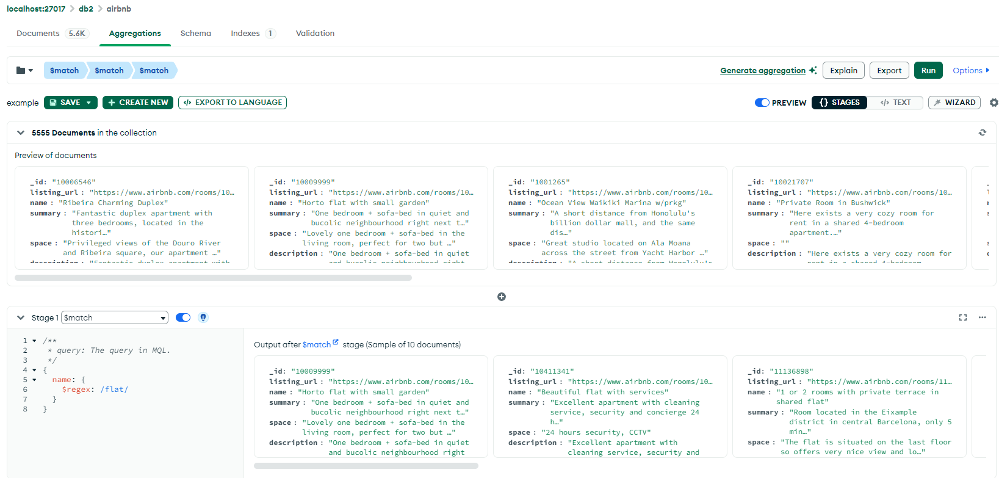 localhost:27017 > db2 > airbnb
Documents 5.6K Aggregations Schema Indexes 1 Validation
$match $match $match Generate aggregation Explain Export Run Options
example SAVE CREATE NEW </> EXPORT TO LANGUAGE PREVIEW {} STAGES </> TEXT WIZARD
5555 Documents in the collection
Preview of documents
_id: "10006546"
listing_url : "https://www.airbnb.com/rooms/10…
name : "Ribeira Charming Duplex"
summary : "Fantastic duplex apartment with
three bedrooms, located in the
histori…"
space : "Privileged views of the Douro River
and Ribeira square, our apartment …"
description : "Fantastic duplex apartment with
_id: "10009999"
listing_url : "https://www.airbnb.com/rooms/10…
name : "Horto flat with small garden"
summary : "One bedroom + sofa-bed in quiet and
bucolic neighbourhood right next t…"
space : "Lovely one bedroom + sofa-bed in the
living room, perfect for two but …"
description : "One bedroom + sofa-bed in quiet
and bucolic neighbourhood right
_id: "1001265"
listing_url : "https://www.airbnb.com/rooms/10…
name : "Ocean View Waikiki Marina w/prkg"
summary : "A short distance from Honolulu's
billion dollar mall, and the same
dis…"
space : "Great studio located on Ala Moana
across the street from Yacht Harbor …"
description : "A short distance from Honolulu's
_id: "10021707"
listing_url : "https://www.airbnb.com/rooms/10…
name : "Private Room in Bushwick"
summary : "Here exists a very cozy room for
rent in a shared 4-bedroom
apartment.…"
space : ""
description : "Here exists a very cozy room for
rent in a shared 4-bedroom
Stage 1 $match
1 /**
2 * query: The query in MQL.
3 */
4 {
5 name: {
6 $regex: /flat/
7 }
8 }
Output after $match stage (Sample of 10 documents)
_id: "10009999"
listing_url : "https://www.airbnb.com/rooms/10…
name : "Horto flat with small garden"
summary : "One bedroom + sofa-bed in quiet and
bucolic neighbourhood right next t…"
space : "Lovely one bedroom + sofa-bed in the
living room, perfect for two but …"
description : "One bedroom + sofa-bed in quiet
and bucolic neighbourhood right
_id: "10411341"
listing_url : "https://www.airbnb.com/rooms/10…
name : "Beautiful flat with services"
summary : "Excellent apartment with cleaning
service, security and concierge 24
h…"
space : "24 hours security, CCTV"
description : "Excellent apartment with
cleaning service, security and
_id: "11136898"
listing_url : "https://www.airbnb.com/rooms/11…
name : "1 or 2 rooms with private terrace in
shared flat"
summary : "Room located in the Eixample
district in central Barcelona, only 5
min…"
space : "The flat is situated on the last floor
so offers very nice view and lo…"